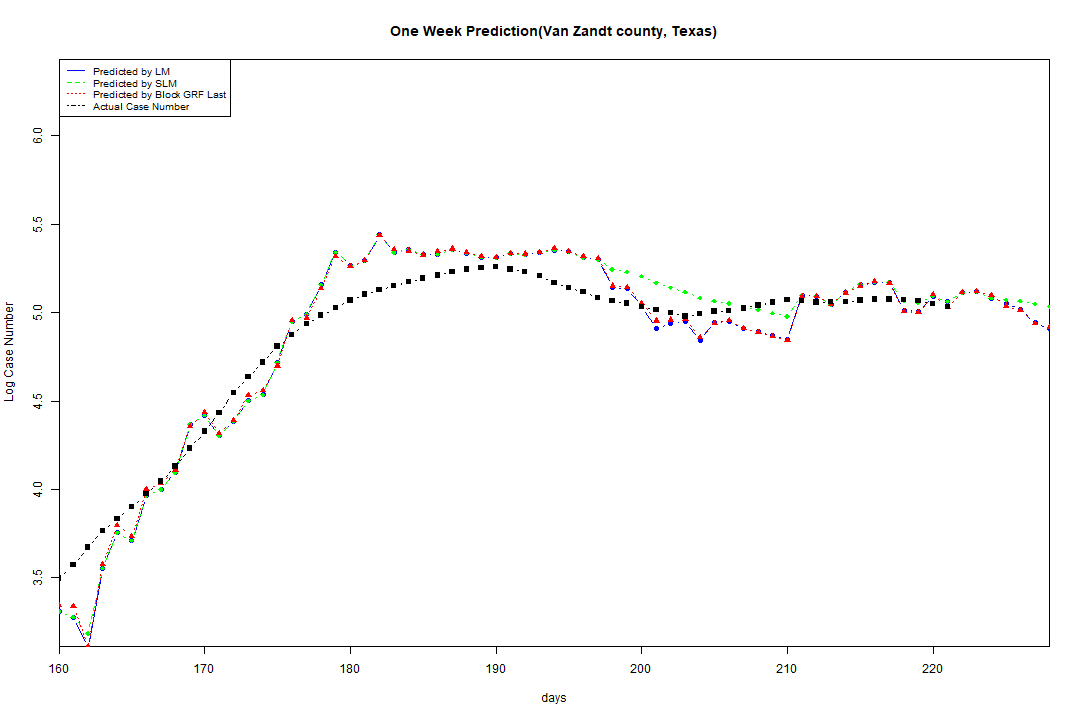 One Week Prediction(Van Zandt county, Texas)
Predicted by LM
Predicted by SLM
Predicted by Block GRF Last
Actual Case Number
Log Case Number
6.0
5.5
5.0
4.5
4.0
3.5
160 170 180 190 200 210 220
days